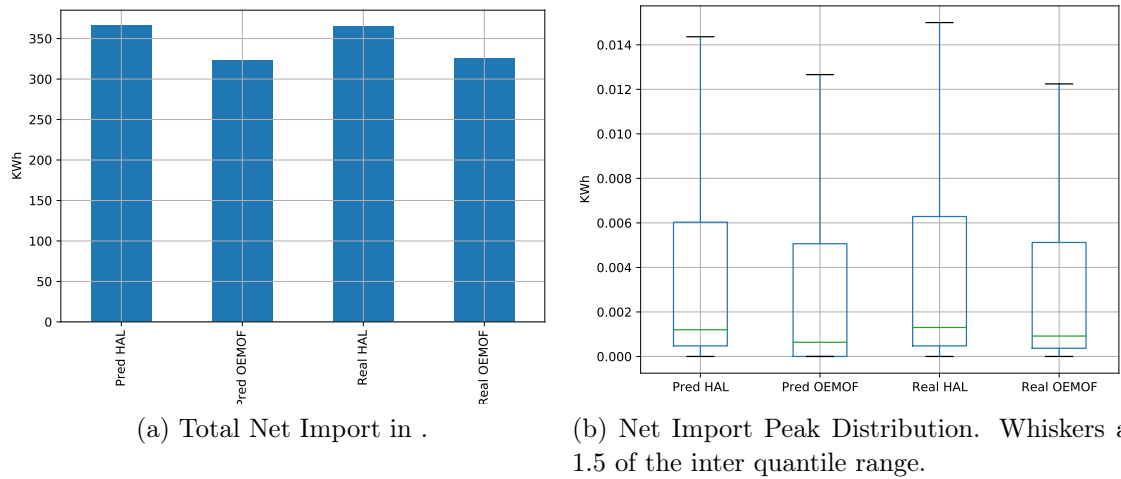 350
300
250
200
150
100
50
0
KWh
Pred HAL
Pred OEMOF
Real HAL
Real OEMOF
(a) Total Net Import in .
0.014
0.012
0.010
0.008
0.006
0.004
0.002
0.000
KWh
Pred HAL
Pred OEMOF
Real HAL
Real OEMOF
(b) Net Import Peak Distribution. Whiskers
1.5 of the inter quantile range.